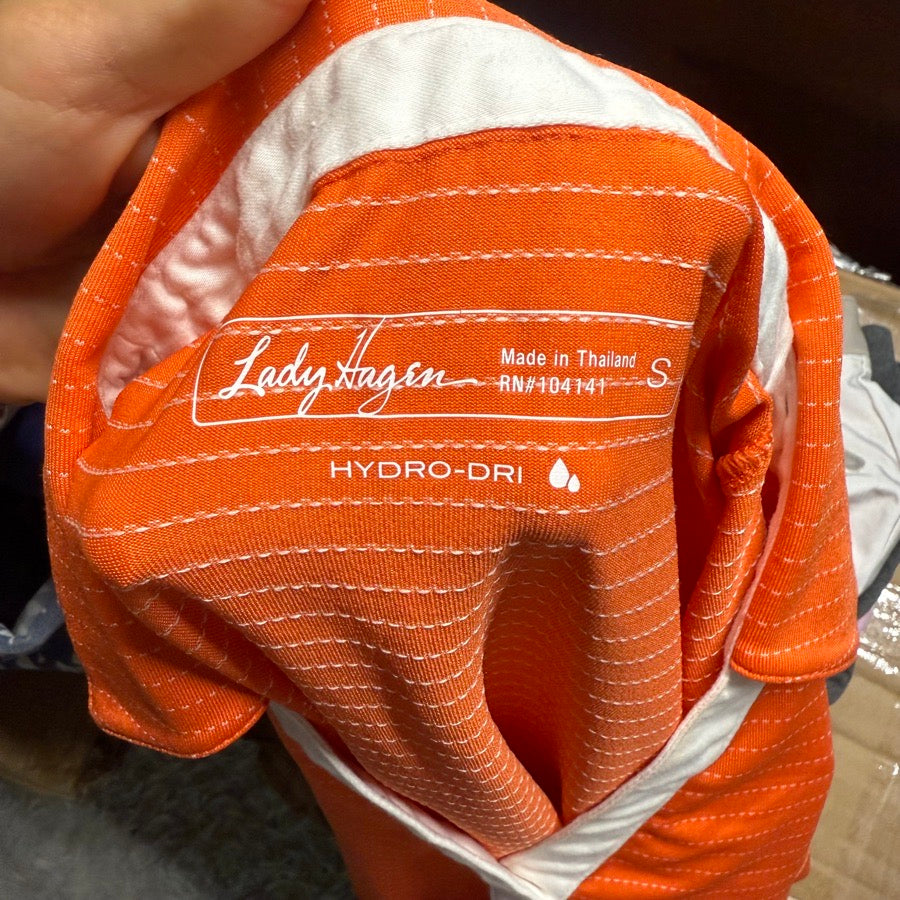 Lady Hagen
Made in Thailand
RN#104141
S
HYDRO-DRI